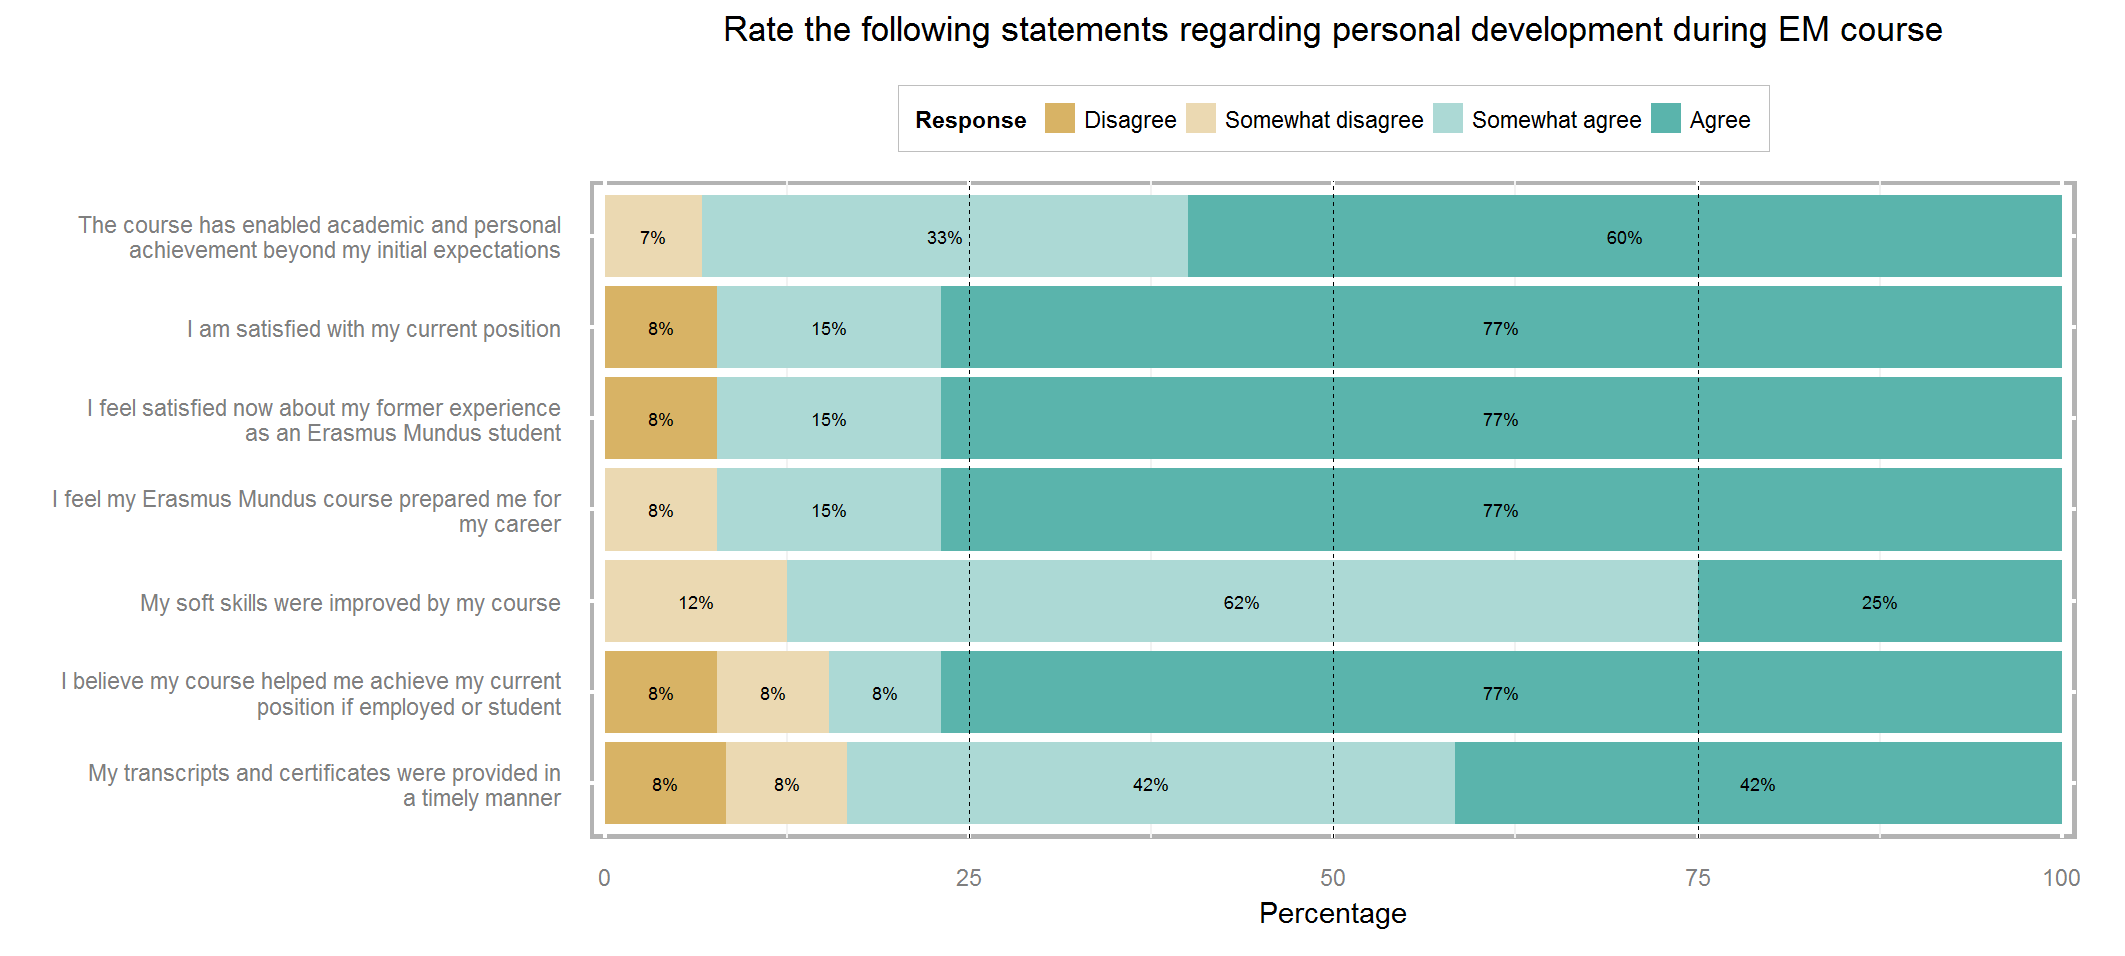 Rate the following statements regarding personal development during EM course
Response Disagree Somewhat disagree Somewhat agree Agree
The course has enabled academic and personal
achievement beyond my initial expectations
7% 33% 60%
I am satisfied with my current position
8% 15% 77%
I feel satisfied now about my former experience
as an Erasmus Mundus student
8% 15% 77%
I feel my Erasmus Mundus course prepared me for
my career
8% 15% 77%
My soft skills were improved by my course
12% 62% 25%
I believe my course helped me achieve my current
position if employed or student
8% 8% 8% 77%
My transcripts and certificates were provided in
a timely manner
8% 8% 42% 42%
0 25 50 75 100
Percentage